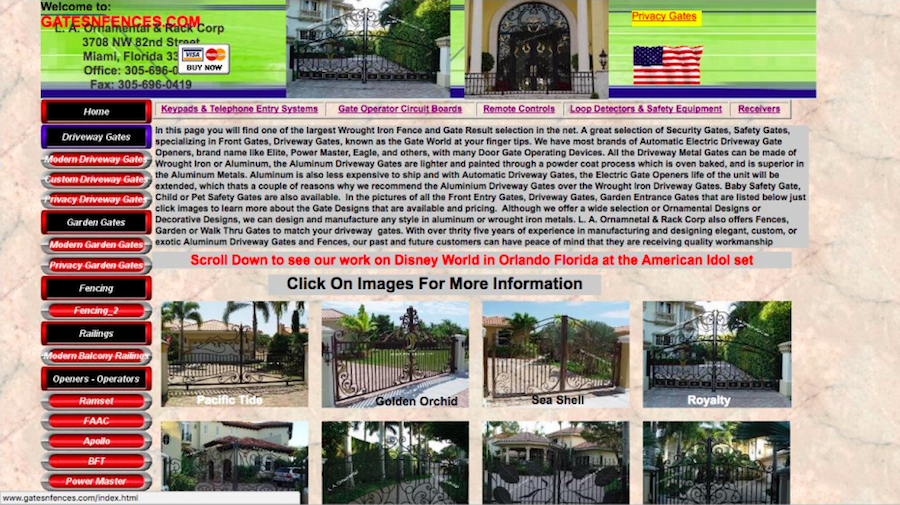 Welcome to:
GATESNFENCES.COM
L. A. Ornamental & Rack Corp
3708 NW 82nd Street
Miami, Florida
Office: 305-696-
Fax: 305-696-0419
VISA
BUY NOW
Privacy Gates
Keypads & Telephone Entry Systems Gate Operator Circuit Boards Remote Controls Loop Detectors & Safety Equipment Receivers
Home
Driveway Gates
Modern Driveway Gates
Custom Driveway Gates
Privacy Driveway Gates
Garden Gates
Modern Garden Gates
Privacy Garden Gates
Fencing
Fencing_2
Railings
Modern Balcony Railings
Openers - Operators
Ramset
FAAC
Apollo
BFT
Power Master
In this page you will find one of the largest Wrought Iron Fence and Gate Result selection in the net. A great selection of Security Gates, Safety Gates,
specializing in Front Gates, Driveway Gates, known as the Gate World at your finger tips. We have most brands of Automatic Electric Driveway Gate
Openers, brand name like Elite, Power Master, Eagle, and others, with many Door Gate Operating Devices. All the Driveway Metal Gates can be made of
Wrought Iron or Aluminum, the Aluminum Driveway Gates are lighter and painted through a powder coat process which is oven baked, and is superior in
the Aluminum Metals. Aluminum is also less expensive to ship and with Automatic Driveway Gates, the Electric Gate Openers life of the unit will be
extended, which thats a couple of reasons why we recommend the Aluminium Driveway Gates over the Wrought Iron Driveway Gates. Baby Safety Gate,
Child or Pet Safety Gates are also available. In the pictures of all the Front Entry Gates, Driveway Gates, Garden Entrance Gates that are listed below just
click images to learn more about the Gate Designs that are available and pricing. Although we offer a wide selection or Ornamental Designs or
Decorative Designs, we can design and manufacture any style in aluminum or wrought iron metals. L. A. Ornamnetal & Rack Corp also offers Fences,
Garden or Walk Thru Gates to match your driveway gates. With over thrity five years of experience in manufacturing and designing elegant, custom, or
exotic Aluminum Driveway Gates and Fences, our past and future customers can have peace of mind that they are receiving quality workmanship
Scroll Down to see our work on Disney World in Orlando Florida at the American Idol set
Click On Images For More Information
Pacific Tide
Golden Orchid
Sea Shell
Royalty
www.gatesnfences.com/index.html